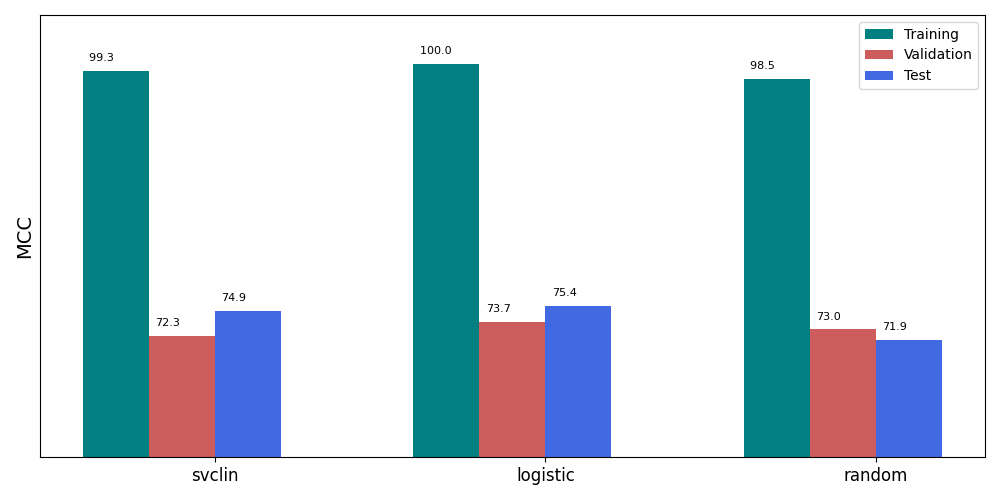 99.3
100.0
98.5
Training
Validation
Test
72.3
74.9
73.7
75.4
73.0
71.9
MCC
svclin
logistic
random